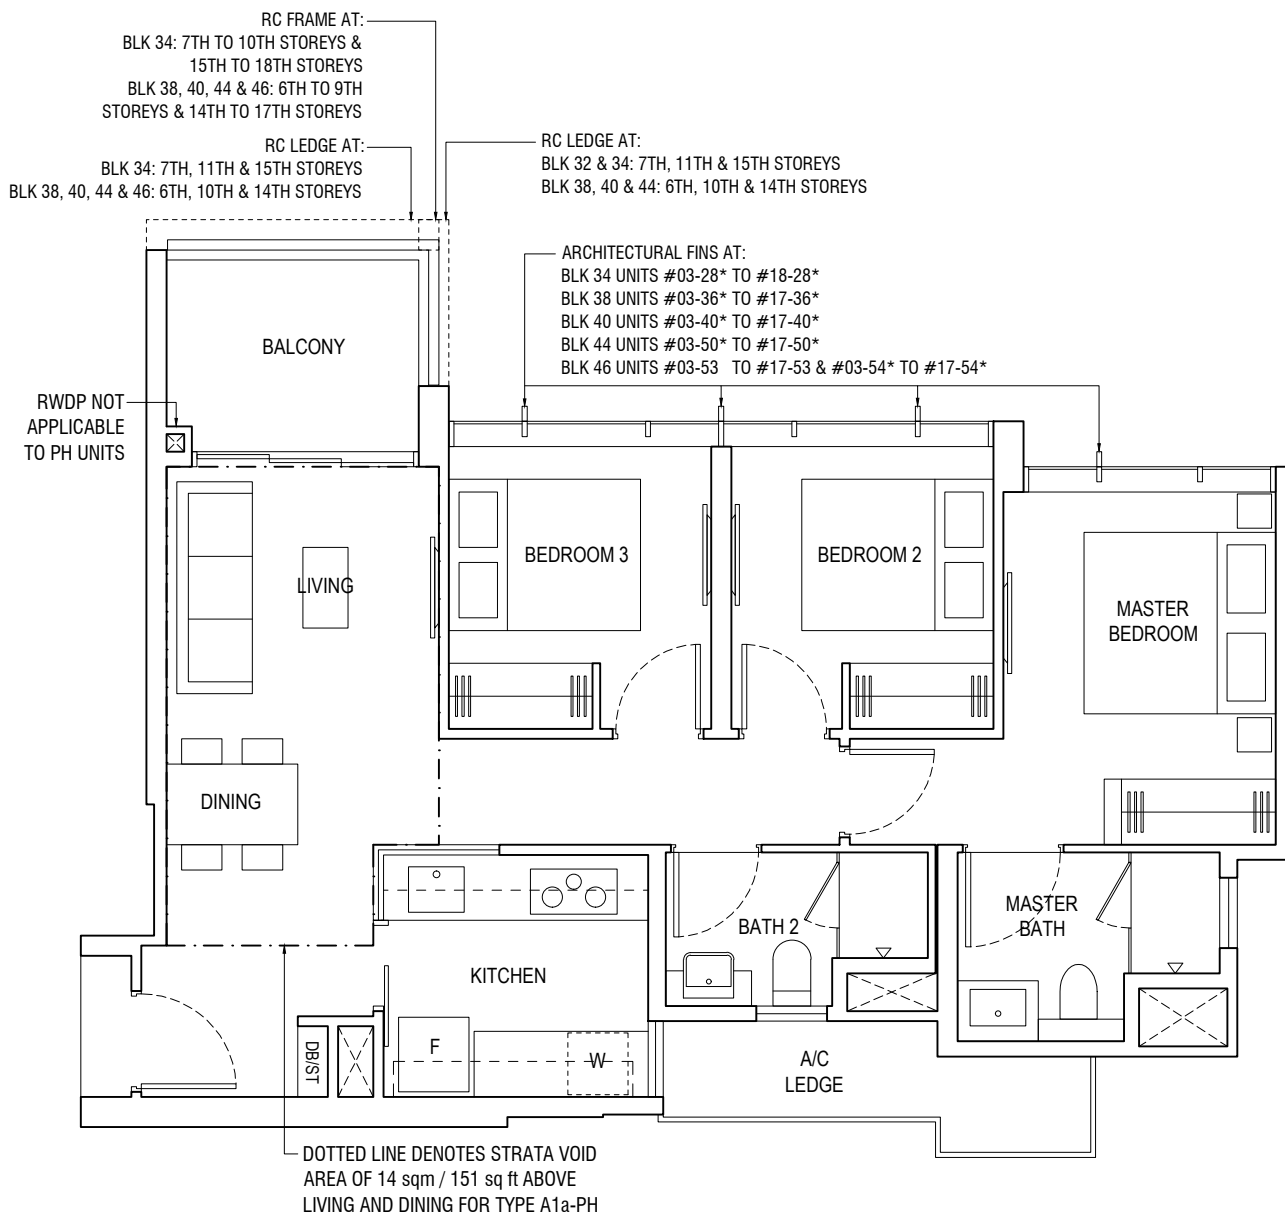 RC FRAME AT:
BLK 34: 7TH TO 10TH STOREYS &
15TH TO 18TH STOREYS
BLK 38, 40, 44 & 46: 6TH TO 9TH
STOREYS & 14TH TO 17TH STOREYS
RC LEDGE AT:
BLK 34: 7TH, 11TH & 15TH STOREYS
BLK 38, 40, 44 & 46: 6TH, 10TH & 14TH STOREYS
RC LEDGE AT:
BLK 32 & 34: 7TH, 11TH & 15TH STOREYS
BLK 38, 40 & 44: 6TH, 10TH & 14TH STOREYS
ARCHITECTURAL FINS AT:
BLK 34 UNITS #03-28* TO #18-28*
BLK 38 UNITS #03-36* TO #17-36*
BLK 40 UNITS #03-40* TO #17-40*
BLK 44 UNITS #03-50* TO #17-50*
BLK 46 UNITS #03-53 TO #17-53 & #03-54* TO #17-54*
BALCONY
RWDP NOT
APPLICABLE
TO PH UNITS
LIVING
BEDROOM 3
BEDROOM 2
MASTER
BEDROOM
DINING
KITCHEN
BATH 2
MASTER
BATH
F
W
DB/ST
A/C
LEDGE
DOTTED LINE DENOTES STRATA VOID
AREA OF 14 sqm / 151 sq ft ABOVE
LIVING AND DINING FOR TYPE A1a-PH